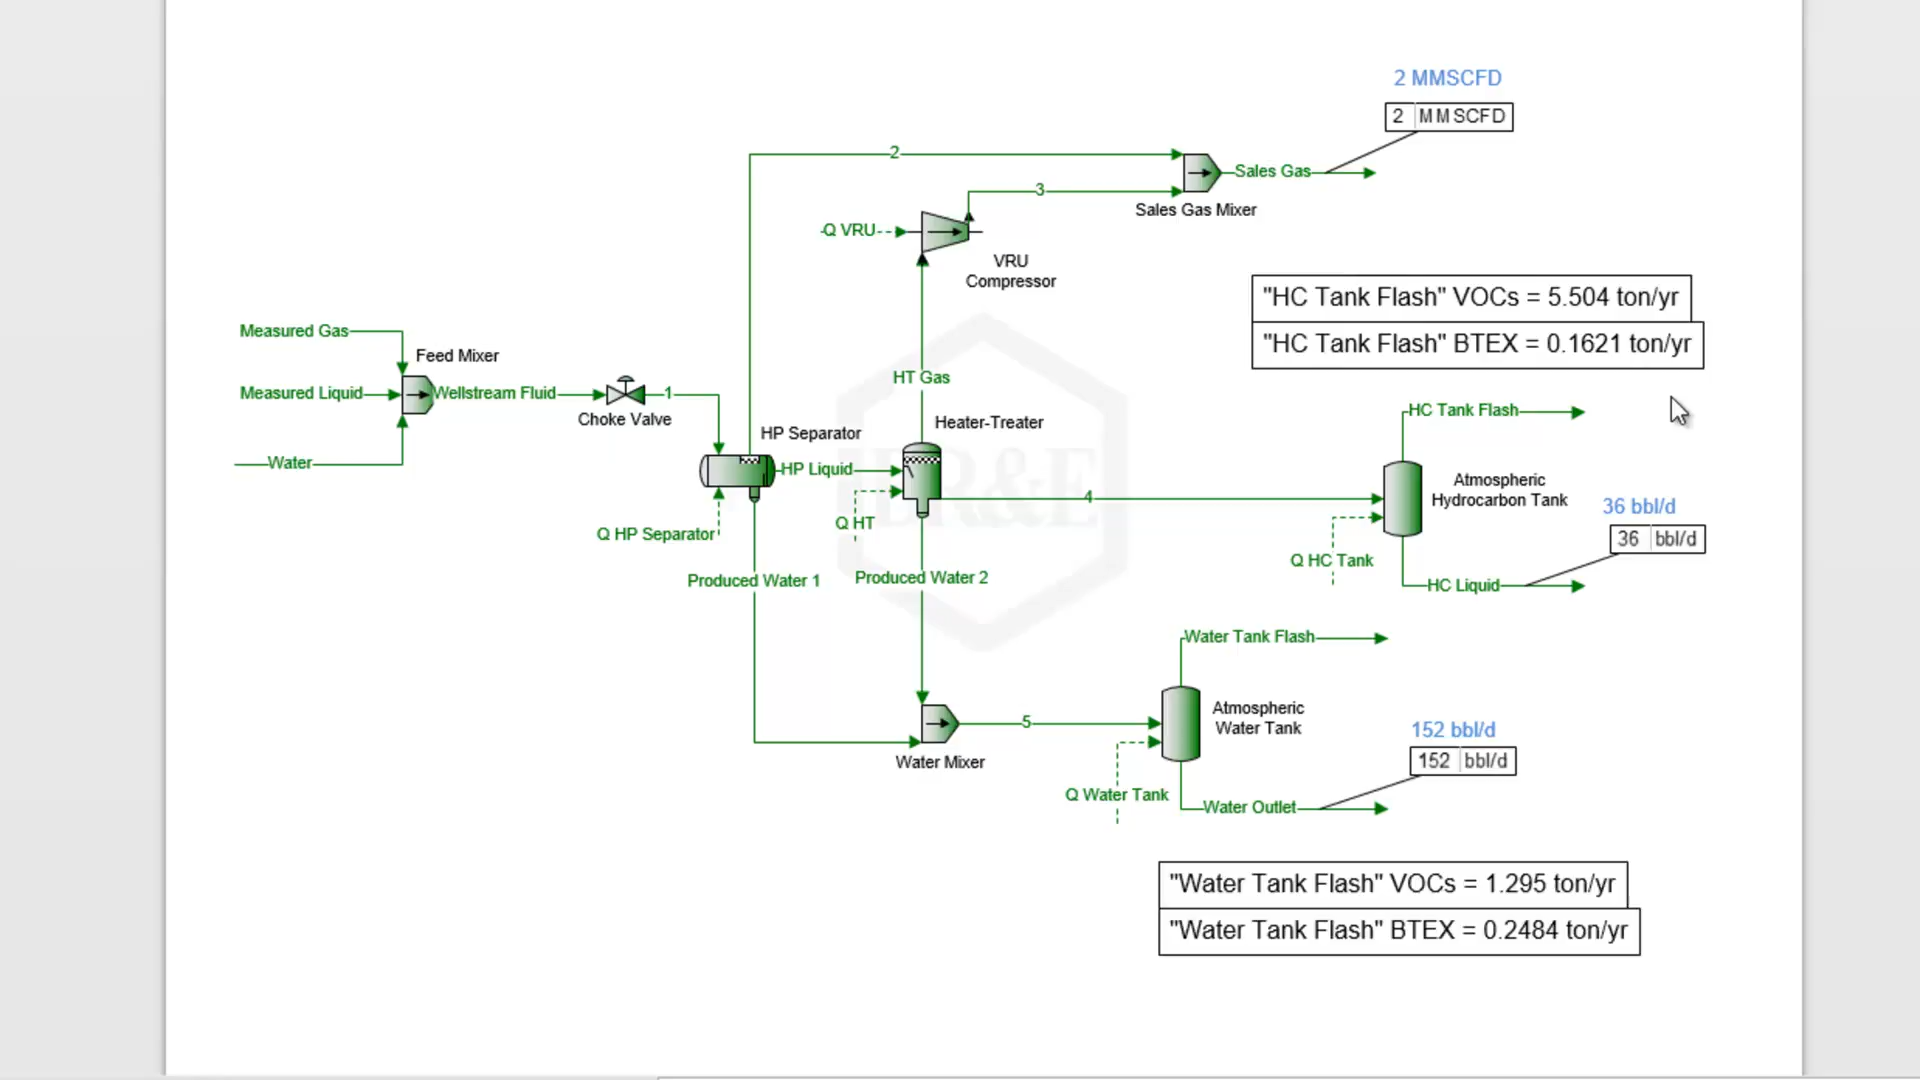 2 MMSCFD
2 MMSCFD
2
Sales Gas
3
Sales Gas Mixer
Q VRU
VRU
Compressor
"HC Tank Flash" VOCs = 5.504 ton/yr
"HC Tank Flash" BTEX = 0.1621 ton/yr
Measured Gas
Feed Mixer
Measured Liquid
Wellstream Fluid
1
Choke Valve
Water
HT Gas
HP Separator
Heater-Treater
HP Liquid
Q HT
Q HP Separator
BR&E
4
HC Tank Flash
Atmospheric
Hydrocarbon Tank
36 bbl/d
36 bbl/d
Q HC Tank
HC Liquid
Produced Water 1
Produced Water 2
Water Tank Flash
5
Water Mixer
Atmospheric
Water Tank
152 bbl/d
152 bbl/d
Q Water Tank
Water Outlet
"Water Tank Flash" VOCs = 1.295 ton/yr
"Water Tank Flash" BTEX = 0.2484 ton/yr